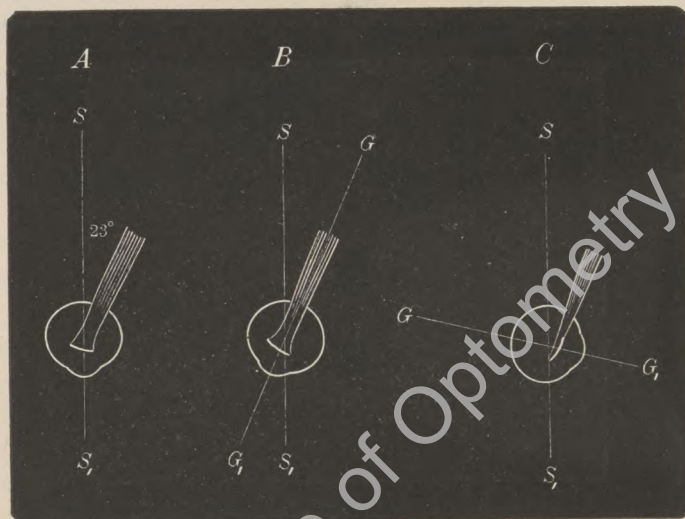 A B C
S S G S
23°
G
G₁
G₁ S₁
S₁ S₁
of Optometry